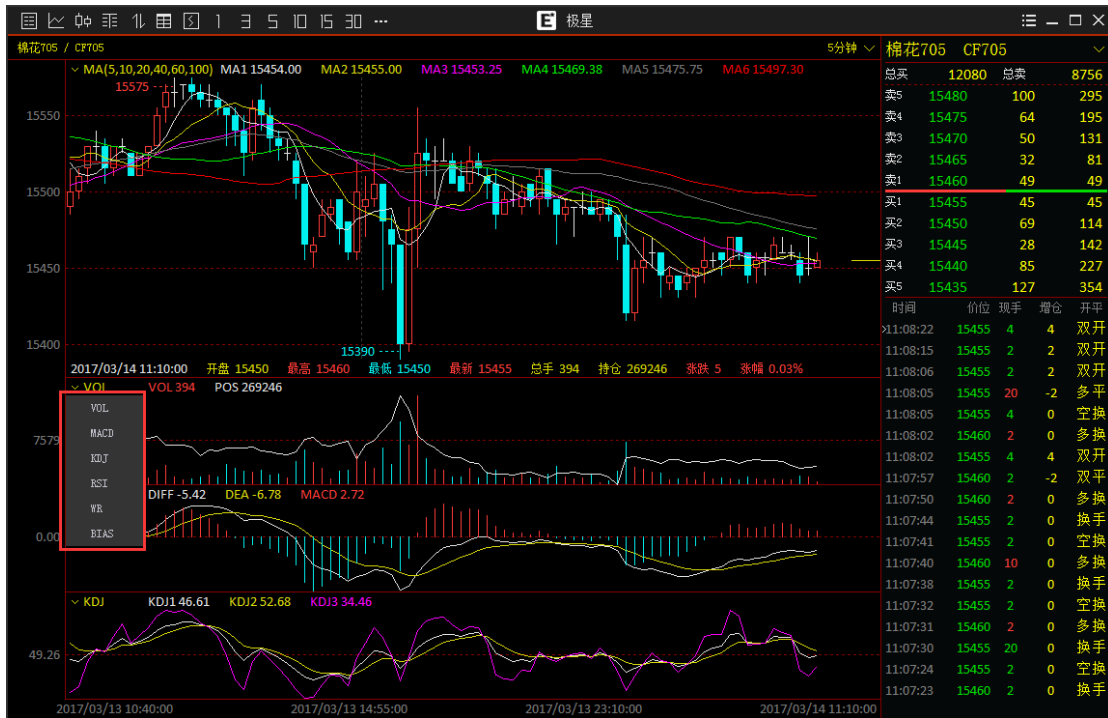 1 3 5 10 15 30 ··· E 极星
棉花705 / CF705 5分钟
MA(5,10,20,40,60,100) MA1 15454.00 MA2 15455.00 MA3 15453.25 MA4 15469.38 MA5 15475.75 MA6 15497.30
15575
15550
15500
15450
15400
15390
2017/03/14 11:10:00 开盘 15450 最高 15460 最低 15450 最新 15455 总手 394 持仓 269246 涨跌 5 涨幅 0.03%
VOL VOL 394 POS 269246
7579
VOL
MACD
KDJ
RSI
WR
BIAS
DIFF -5.42 DEA -6.78 MACD 2.72
0.00
KDJ KDJ1 46.61 KDJ2 52.68 KDJ3 34.46
49.26
2017/03/13 10:40:00 2017/03/13 14:55:00 2017/03/13 23:10:00 2017/03/14 11:10:00
棉花705 CF705
总买 12080 总卖 8756
卖5 15480 100 295
卖4 15475 64 195
卖3 15470 50 131
卖2 15465 32 81
卖1 15460 49 49
买1 15455 45 45
买2 15450 69 114
买3 15445 28 142
买4 15440 85 227
买5 15435 127 354
时间 价位 现手 增仓 开平
11:08:22 15455 4 4 双开
11:08:15 15455 2 2 双开
11:08:06 15455 2 2 双开
11:08:05 15455 20 -2 多平
11:08:05 15455 4 0 空换
11:08:02 15460 2 0 多换
11:08:02 15455 4 4 双开
11:07:57 15460 2 -2 双平
11:07:50 15460 2 0 多换
11:07:44 15455 2 0 换手
11:07:41 15455 2 0 空换
11:07:40 15460 10 0 多换
11:07:38 15455 2 0 换手
11:07:32 15455 2 0 空换
11:07:31 15460 2 0 多换
11:07:30 15455 20 0 换手
11:07:24 15455 2 0 空换
11:07:23 15460 2 0 换手